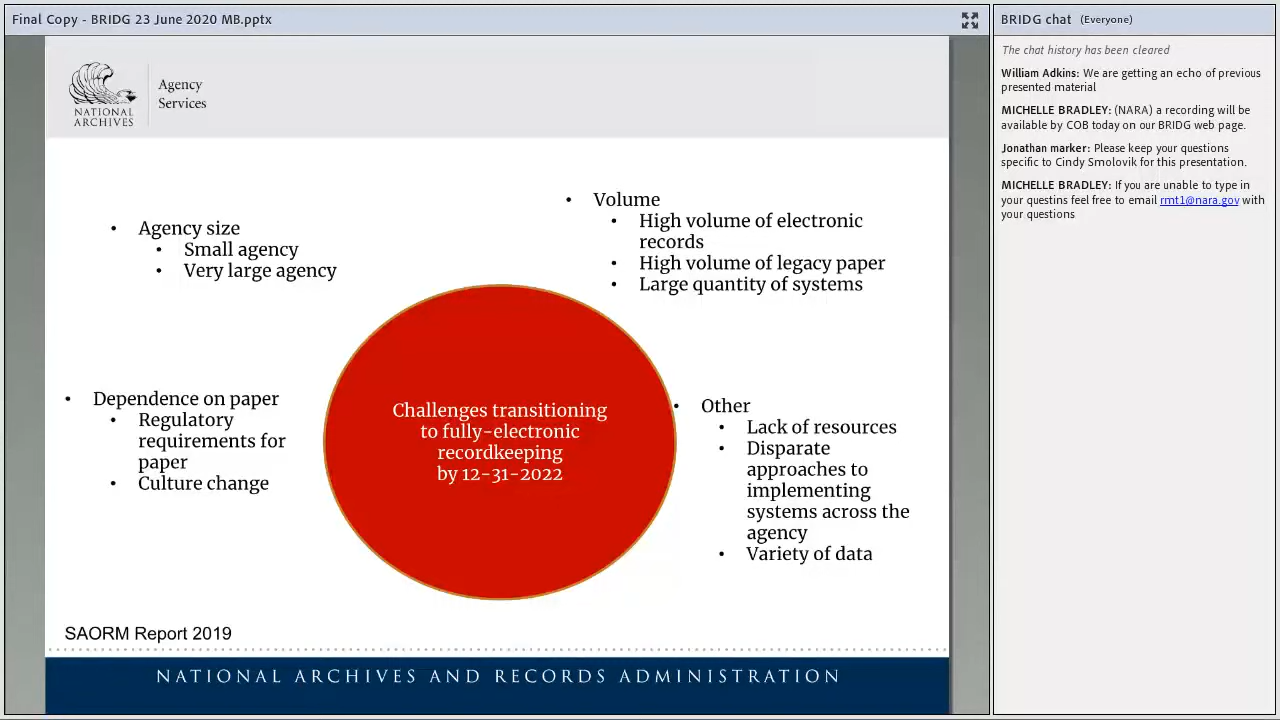 Final Copy - BRIDG 23 June 2020 MB.pptx
NATIONAL
ARCHIVES
Agency
Services
• Agency size
• Small agency
• Very large agency
• Volume
• High volume of electronic
records
• High volume of legacy paper
• Large quantity of systems
• Dependence on paper
• Regulatory
requirements for
paper
• Culture change
Challenges transitioning
to fully-electronic
recordkeeping
by 12-31-2022
• Other
• Lack of resources
• Disparate
approaches to
implementing
systems across the
agency
• Variety of data
SAORM Report 2019
NATIONAL ARCHIVES AND RECORDS ADMINISTRATION
BRIDG chat (Everyone)
The chat history has been cleared
William Adkins: We are getting an echo of previous
presented material
MICHELLE BRADLEY: (NARA) a recording will be
available by COB today on our BRIDG web page.
Jonathan marker: Please keep your questions
specific to Cindy Smolovik for this presentation.
MICHELLE BRADLEY: If you are unable to type in
your questins feel free to email rmt1@nara.gov with
your questions